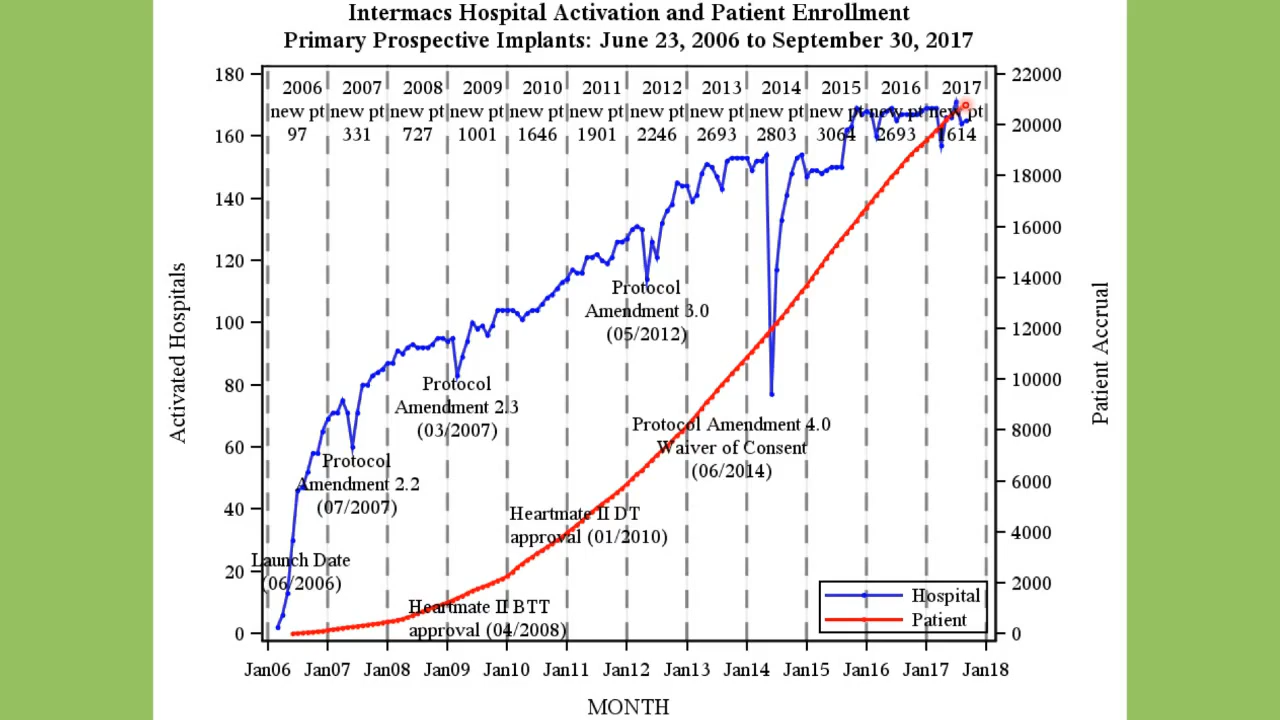 Intermacs Hospital Activation and Patient Enrollment
Primary Prospective Implants: June 23, 2006 to September 30, 2017
180
160
140
120
100
80
60
40
20
0
Activated Hospitals
2006 2007 2008 2009 2010 2011 2012 2013 2014 2015 2016 2017
new pt new pt new pt new pt new pt new pt new pt new pt new pt new pt new pt new pt
97 331 727 1001 1646 1901 2246 2693 2803 3064 2693 1614
Protocol
Amendment 3.0
(05/2012)
Protocol
Amendment 2.3
(03/2007)
Protocol Amendment 4.0
Waiver of Consent
(06/2014)
Protocol
Amendment 2.2
(07/2007)
Heartmate II DT
approval (01/2010)
Launch Date
(06/2006)
Heartmate II BTT
approval (04/2008)
Hospital
Patient
22000
20000
18000
16000
14000
12000
10000
8000
6000
4000
2000
0
Patient Accrual
Jan06 Jan07 Jan08 Jan09 Jan10 Jan11 Jan12 Jan13 Jan14 Jan15 Jan16 Jan17 Jan18
MONTH